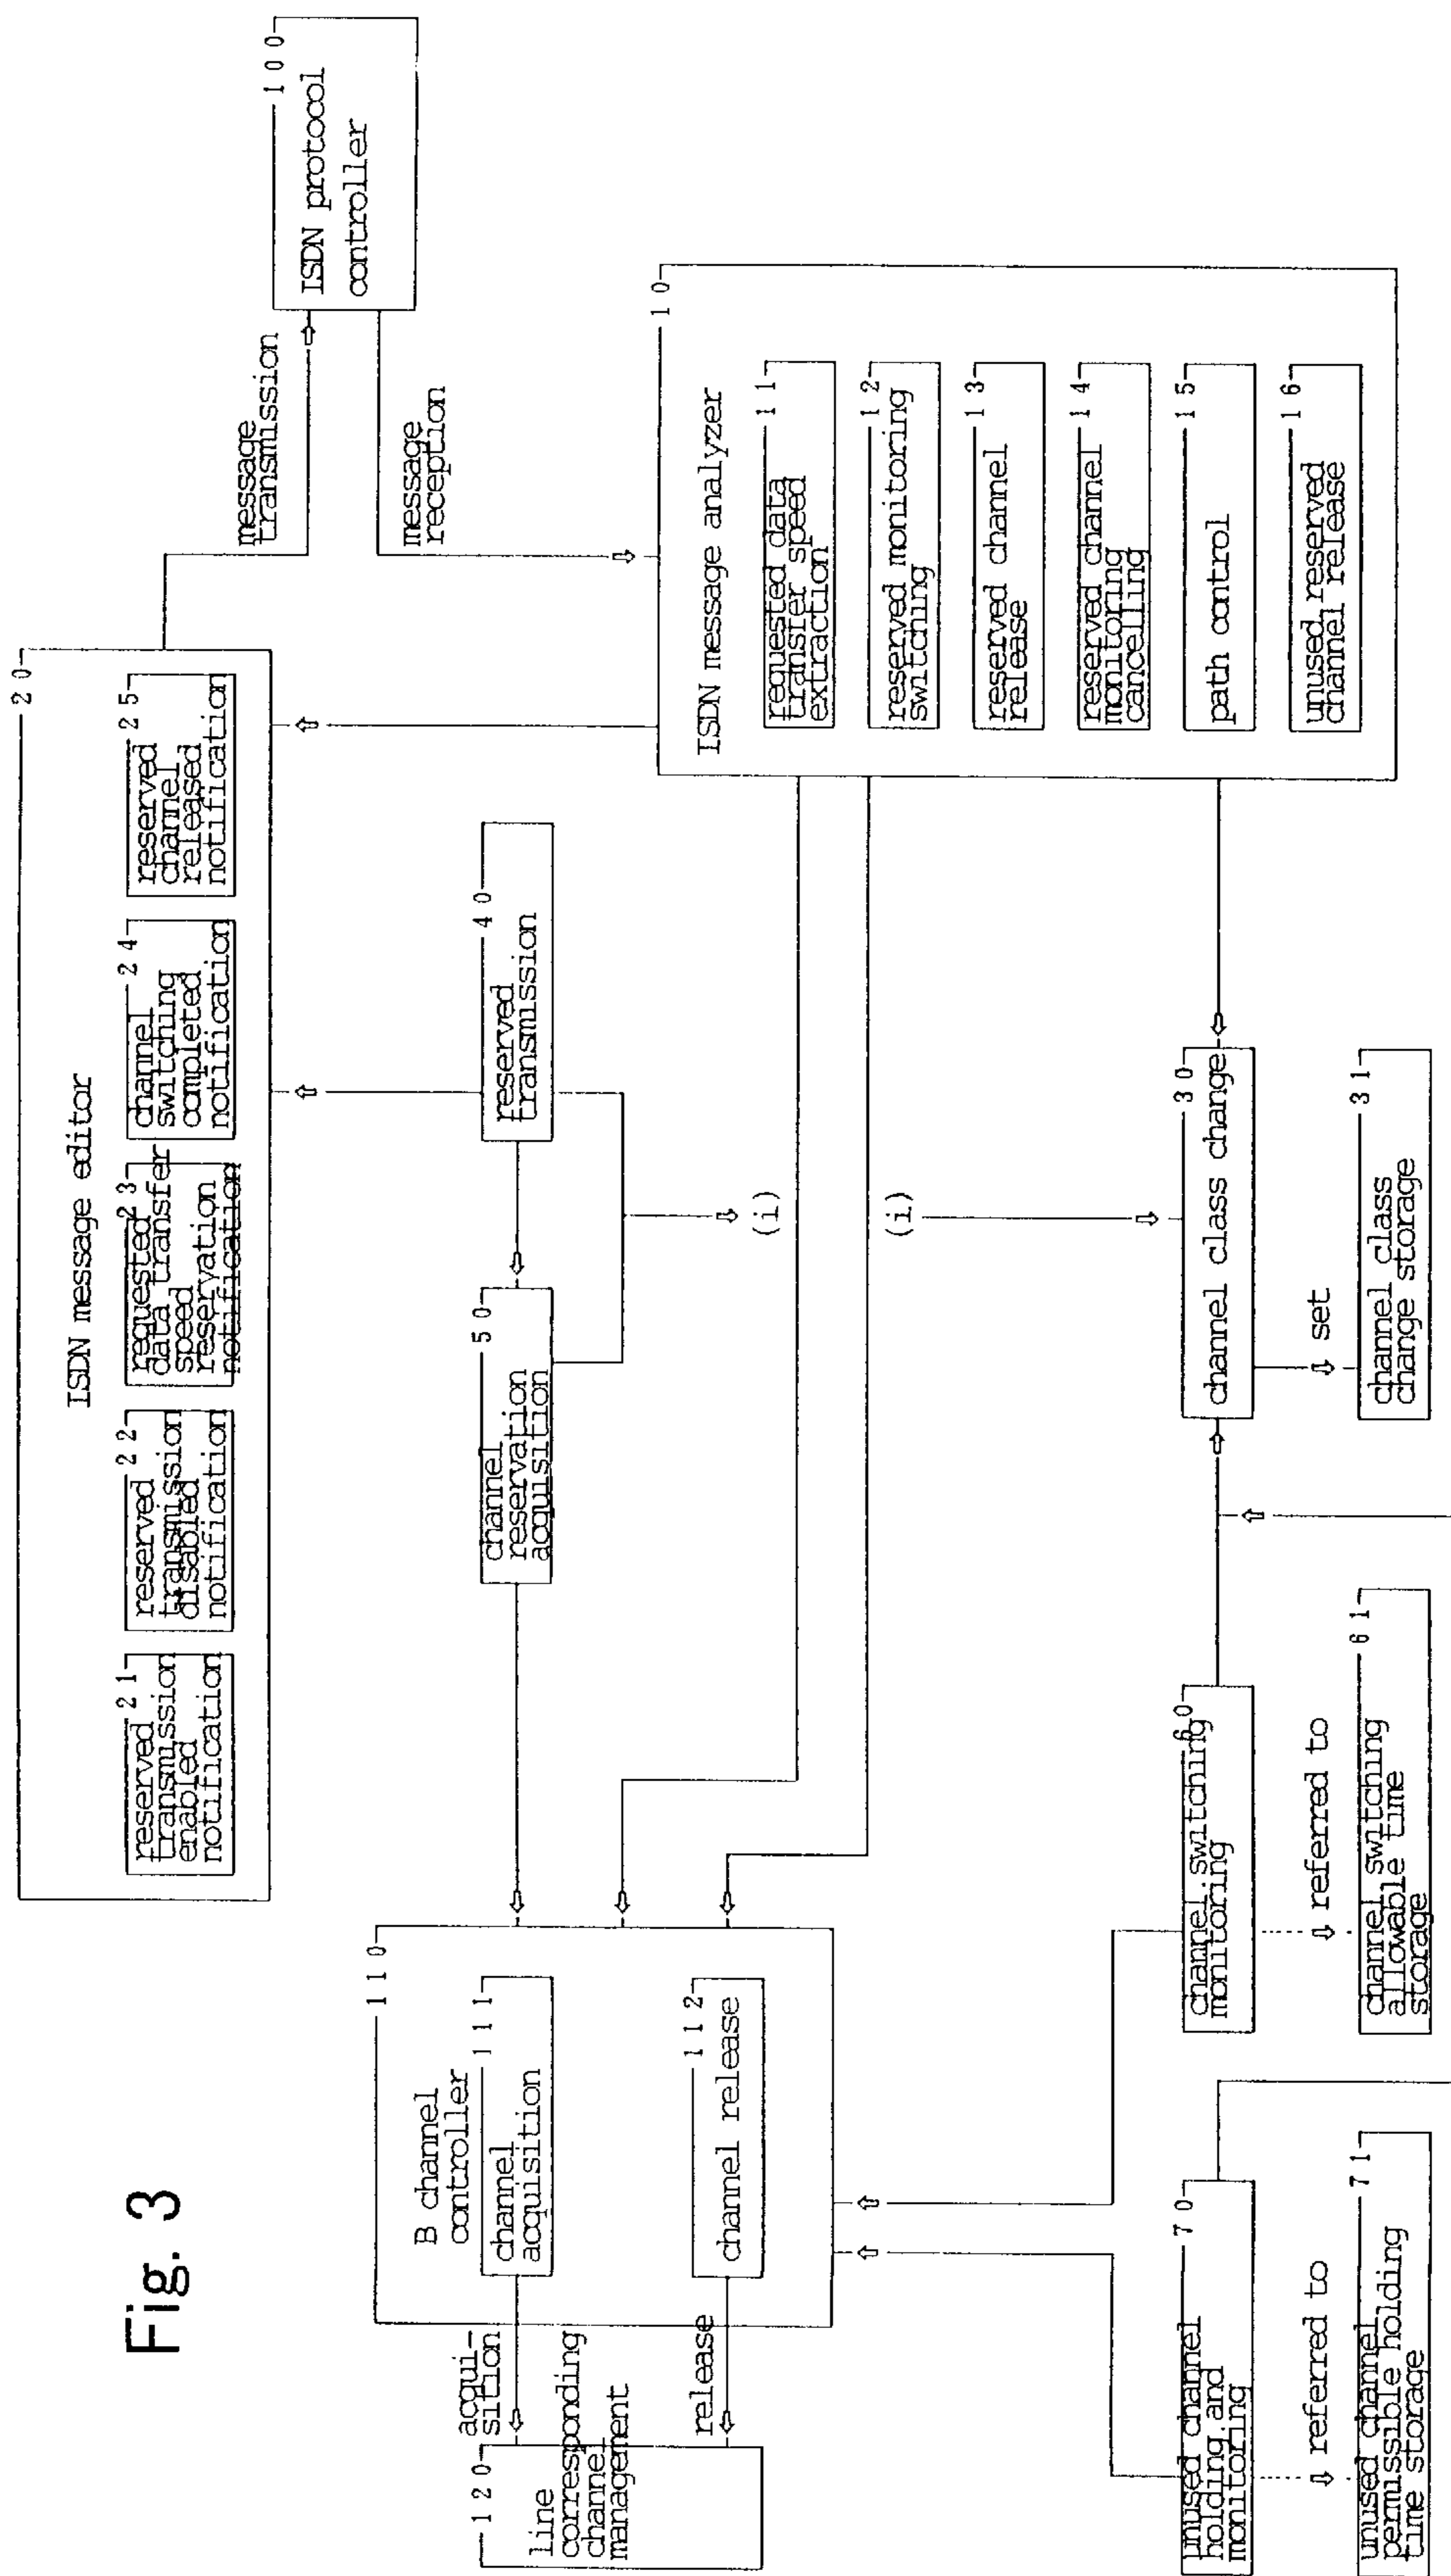 Fig. 3
ISDN message editor
20
reserved
transmission
enabled
notification
21
reserved
transmission
disabled
notification
22
requested
data transfer
speed
reservation
notification
23
channel
switching
completed
notification
24
reserved
channel
released
notification
25
message
transmission
message
reception
100
ISDN protocol
controller
120
line
corresponding
channel
management
acqui-
sition
release
110
B channel
controller
111
channel
acquisition
112
channel release
50
channel
reservation
acquisition
40
reserved
transmission
(i)
(i)
10
ISDN message analyzer
11
requested data
transfer speed
extraction
12
reserved monitoring
switching
13
reserved channel
release
14
reserved channel
monitoring
cancelling
15
path control
16
unused reserved
channel release
70
unused channel
holding and
monitoring
referred to
71
unused channel
permissible holding
time storage
60
channel switching
monitoring
referred to
61
channel switching
allowable time
storage
30
channel class change
set
31
channel class
change storage